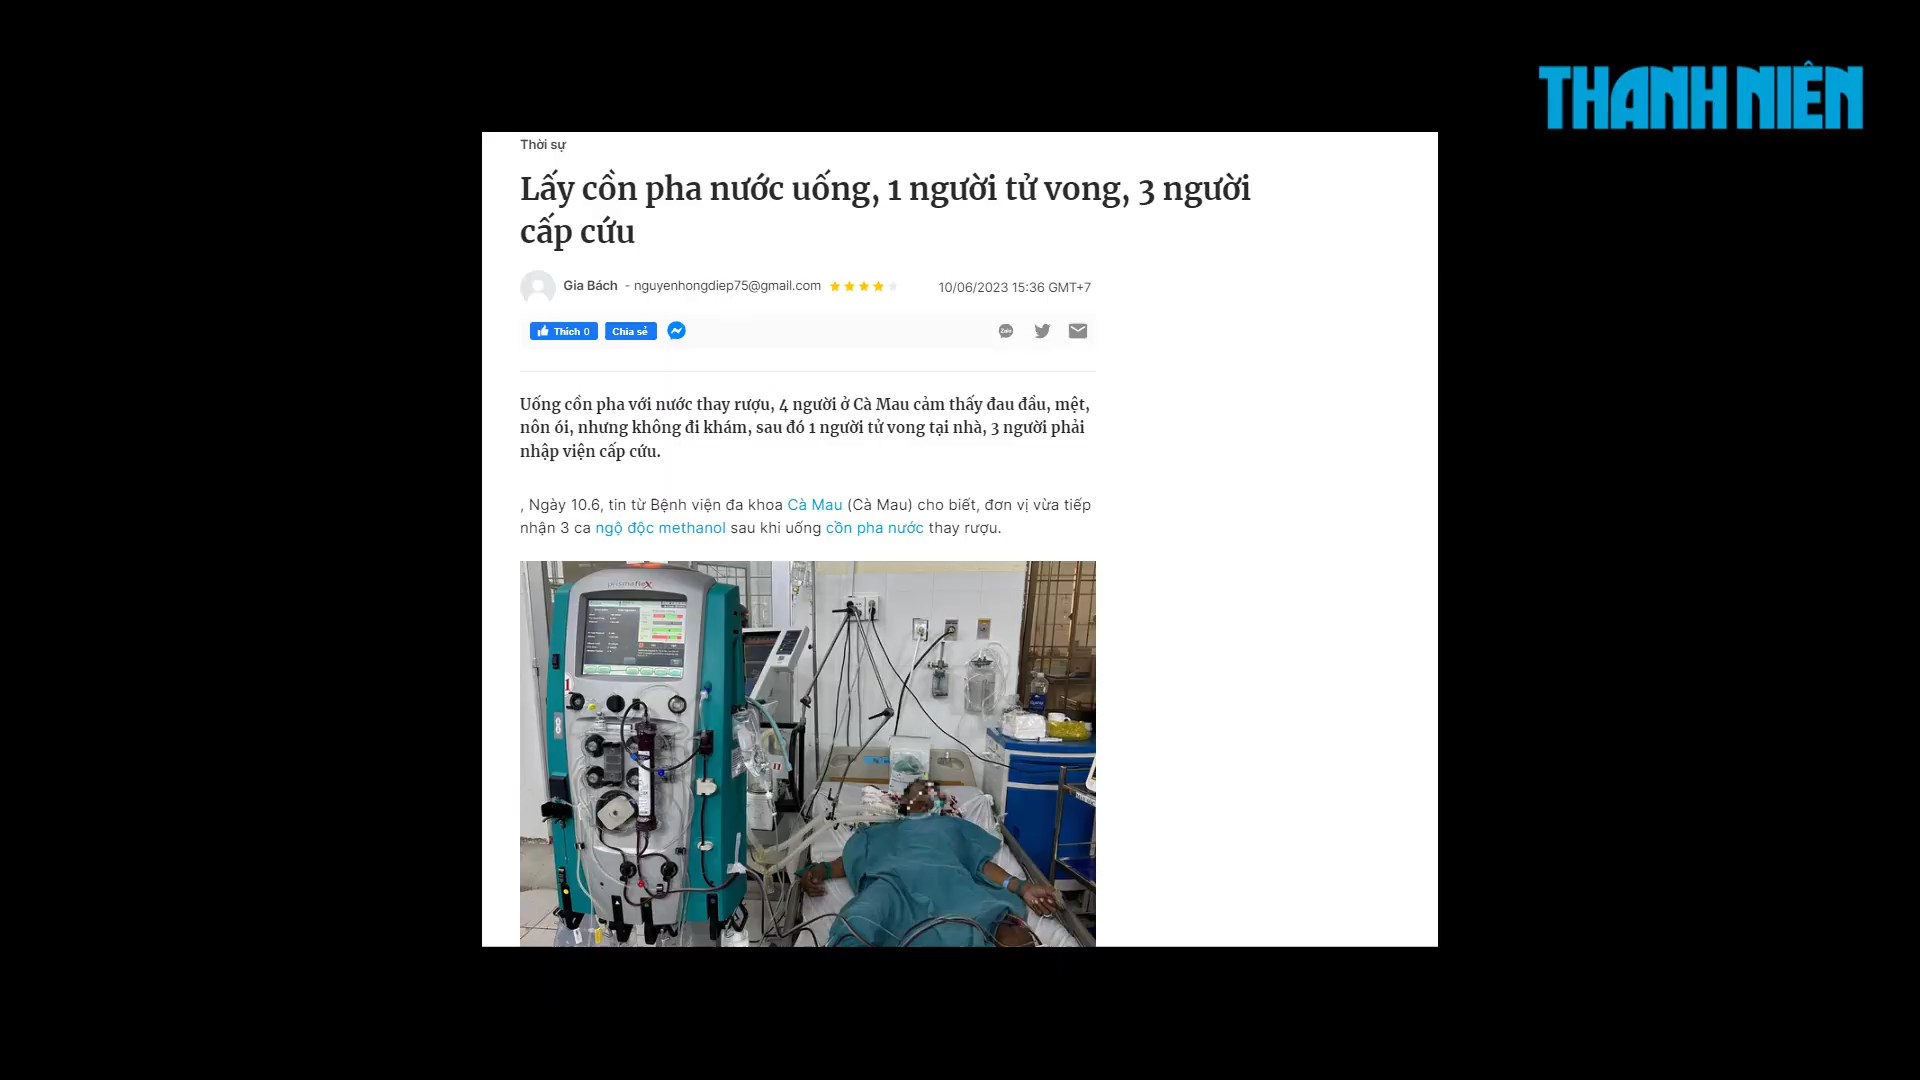 THANH NIÊN
Thời sự
Lấy cồn pha nước uống, 1 người tử vong, 3 người
cấp cứu
Gia Bách - nguyenhongdiep75@gmail.com 10/06/2023 15:36 GMT+7
Thích 0 Chia sẻ Zalo
Uống cồn pha với nước thay rượu, 4 người ở Cà Mau cảm thấy đau đầu, mệt,
nôn ói, nhưng không đi khám, sau đó 1 người tử vong tại nhà, 3 người phải
nhập viện cấp cứu.
, Ngày 10.6, tin từ Bệnh viện đa khoa Cà Mau (Cà Mau) cho biết, đơn vị vừa tiếp
nhận 3 ca ngộ độc methanol sau khi uống cồn pha nước thay rượu.
prismaflex
1
11